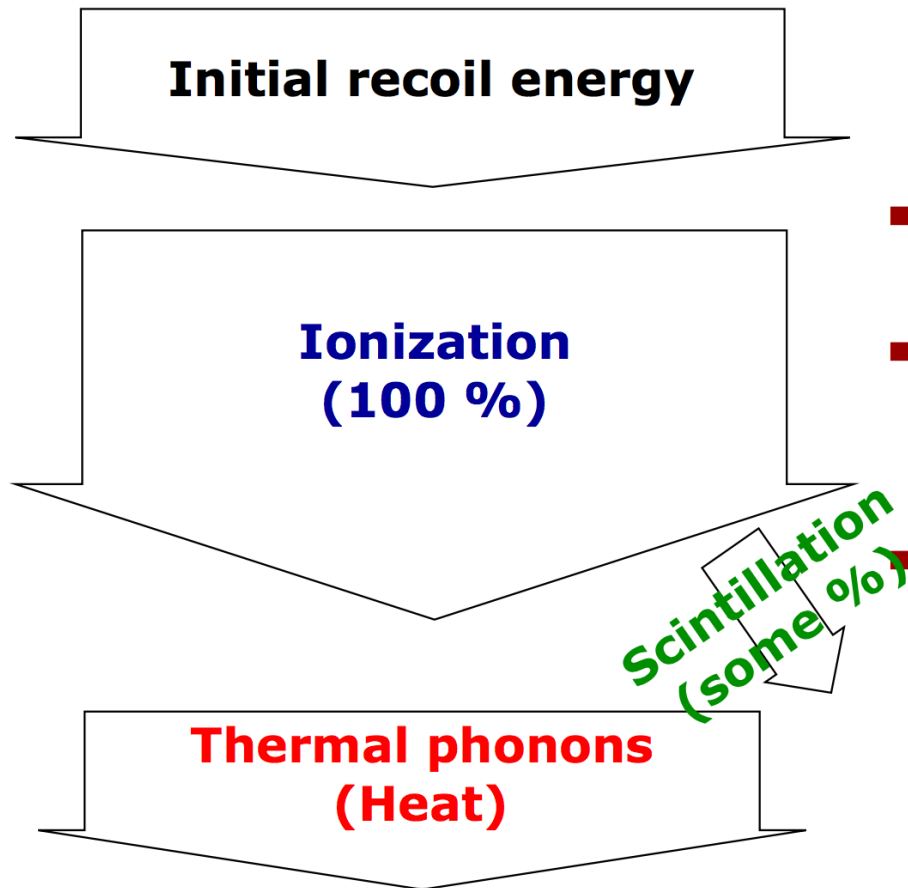 Initial recoil energy
Ionization
(100 %)
Scintillation
(some %)
Thermal phonons
(Heat)